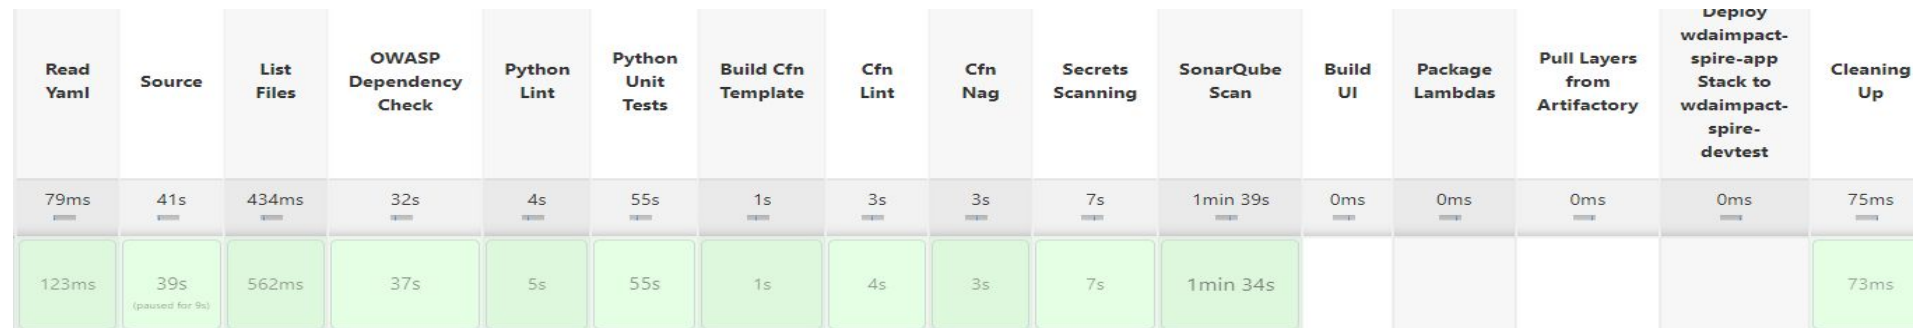 Read Yaml
Source
List Files
OWASP Dependency Check
Python Lint
Python Unit Tests
Build Cfn Template
Cfn Lint
Cfn Nag
Secrets Scanning
SonarQube Scan
Build UI
Package Lambdas
Pull Layers from Artifactory
Deploy wdaimpact-spire-app Stack to wdaimpact-spire-devtest
Cleaning Up
79ms 41s 434ms 32s 4s 55s 1s 3s 3s 7s 1min 39s 0ms 0ms 0ms 0ms 75ms
123ms 39s 562ms 37s 5s 55s 1s 4s 3s 7s 1min 34s 73ms
(paused for 9s)